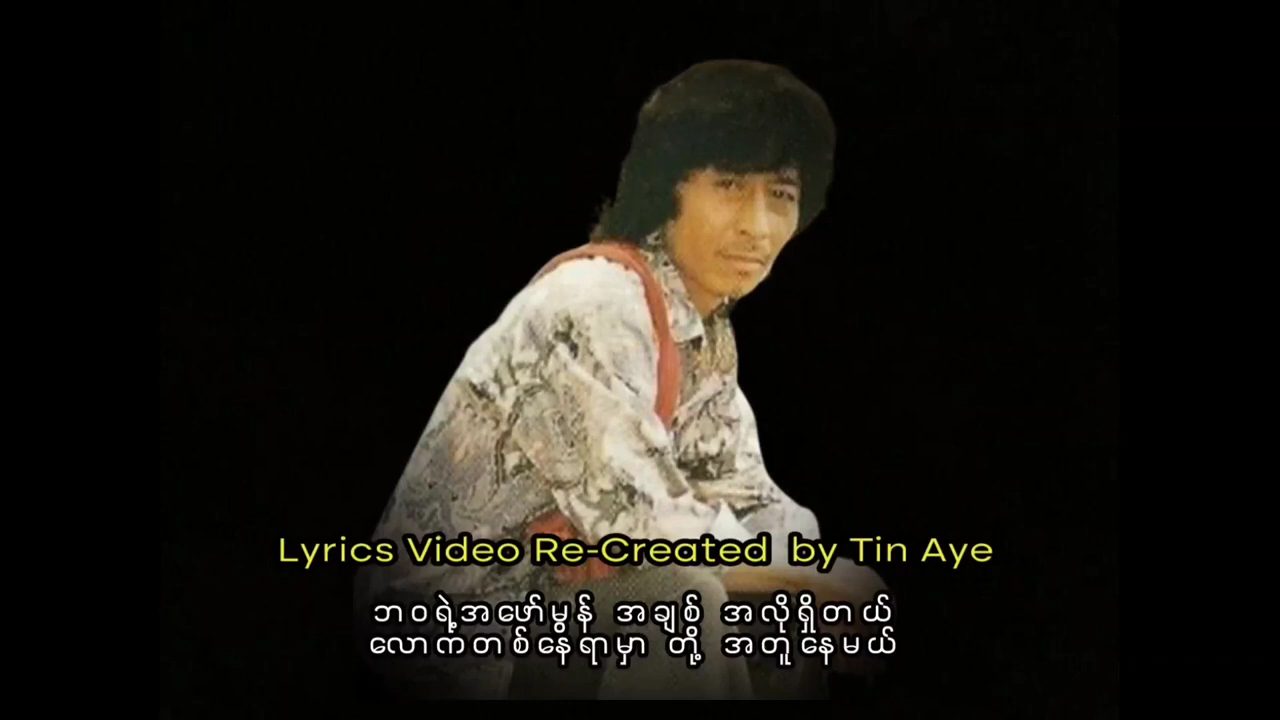 Lyrics Video Re-Created by Tin Aye
ဘဝရဲ့အဖော်မွန် အချစ် အလိုရှိတယ်
လောကတစ်နေရာမှာ တို့ အတူနေမယ်